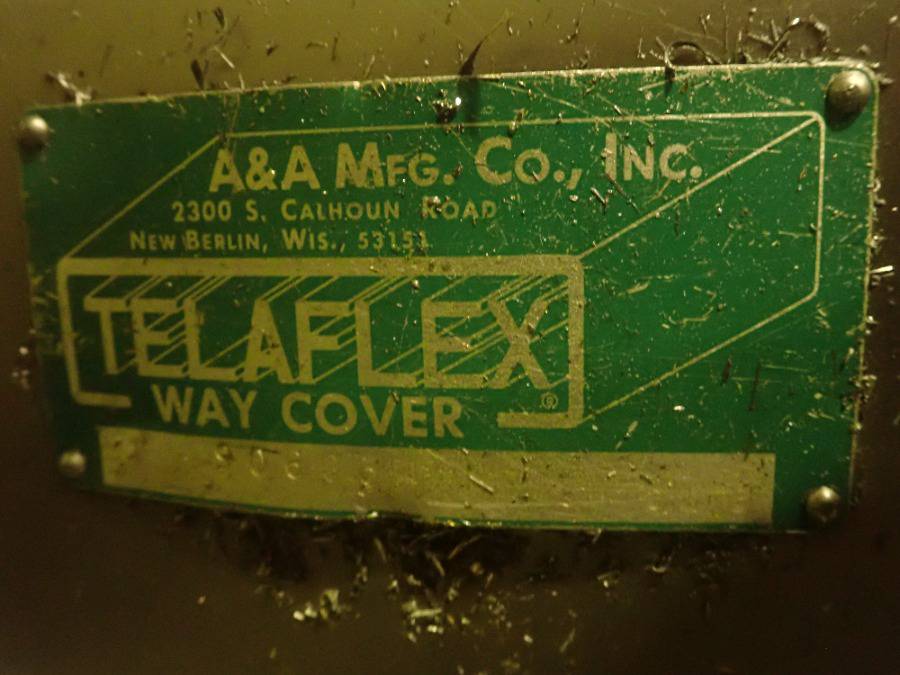 A&A MFG. CO., INC.
2300 S. CALHOUN ROAD
NEW BERLIN, WIS., 53151
TELAFLEX ®
WAY COVER